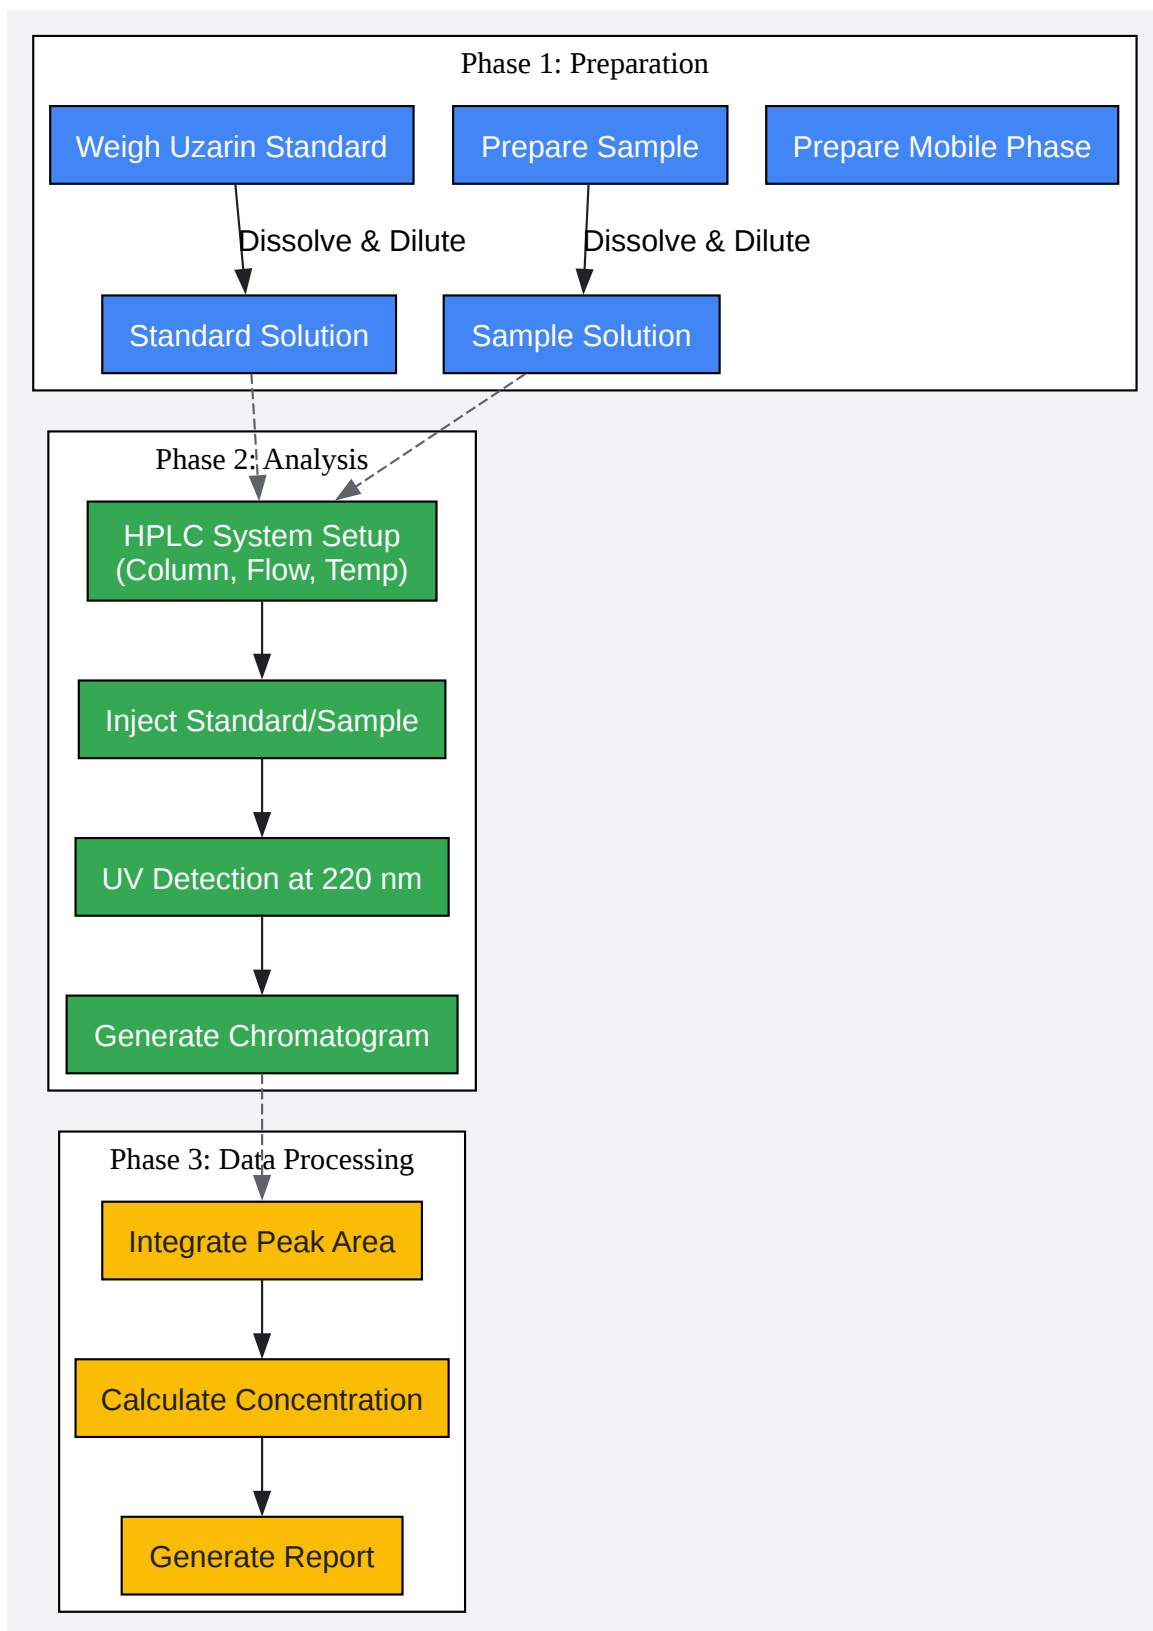 Phase 1: Preparation
Weigh Uzarin Standard
Prepare Sample
Prepare Mobile Phase
Dissolve & Dilute
Dissolve & Dilute
Standard Solution
Sample Solution
Phase 2: Analysis
HPLC System Setup
(Column, Flow, Temp)
Inject Standard/Sample
UV Detection at 220 nm
Generate Chromatogram
Phase 3: Data Processing
Integrate Peak Area
Calculate Concentration
Generate Report